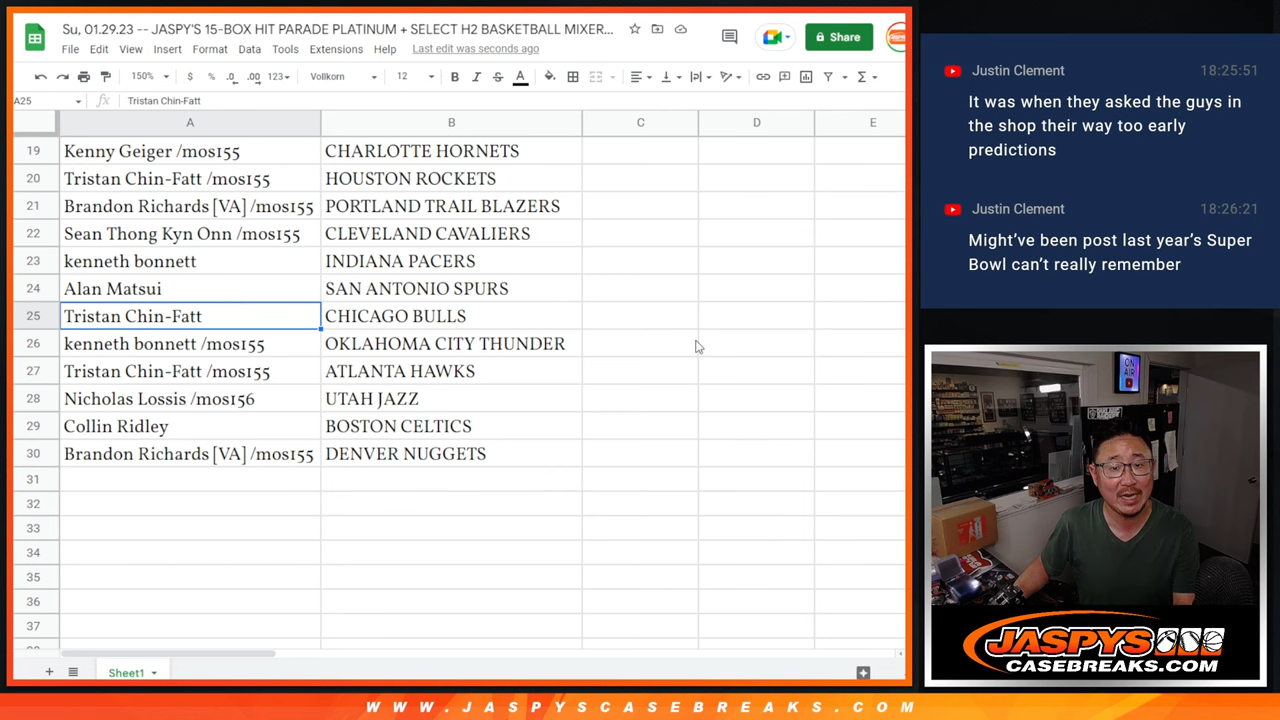 Su, 01.29.23 -- JASPY'S 15-BOX HIT PARADE PLATINUM + SELECT H2 BASKETBALL MIXER...
File Edit View Insert Format Data Tools Extensions Help Last edit was seconds ago
Share
150% $ % .0 .00 123 Vollkorn 12 B I S A
A25 fx Tristan Chin-Fatt
A B C D E
19 Kenny Geiger /mos155 CHARLOTTE HORNETS
20 Tristan Chin-Fatt /mos155 HOUSTON ROCKETS
21 Brandon Richards [VA] /mos155 PORTLAND TRAIL BLAZERS
22 Sean Thong Kyn Onn /mos155 CLEVELAND CAVALIERS
23 kenneth bonnett INDIANA PACERS
24 Alan Matsui SAN ANTONIO SPURS
25 Tristan Chin-Fatt CHICAGO BULLS
26 kenneth bonnett /mos155 OKLAHOMA CITY THUNDER
27 Tristan Chin-Fatt /mos155 ATLANTA HAWKS
28 Nicholas Lossis /mos156 UTAH JAZZ
29 Collin Ridley BOSTON CELTICS
30 Brandon Richards [VA] /mos155 DENVER NUGGETS
31
32
33
34
35
36
37
Sheet1
Justin Clement 18:25:51
It was when they asked the guys in
the shop their way too early
predictions
Justin Clement 18:26:21
Might've been post last year's Super
Bowl can't really remember
ON
AIR
JASPYS
CASEBREAKS.COM
WWW.JASPYSCASEBREAKS.COM